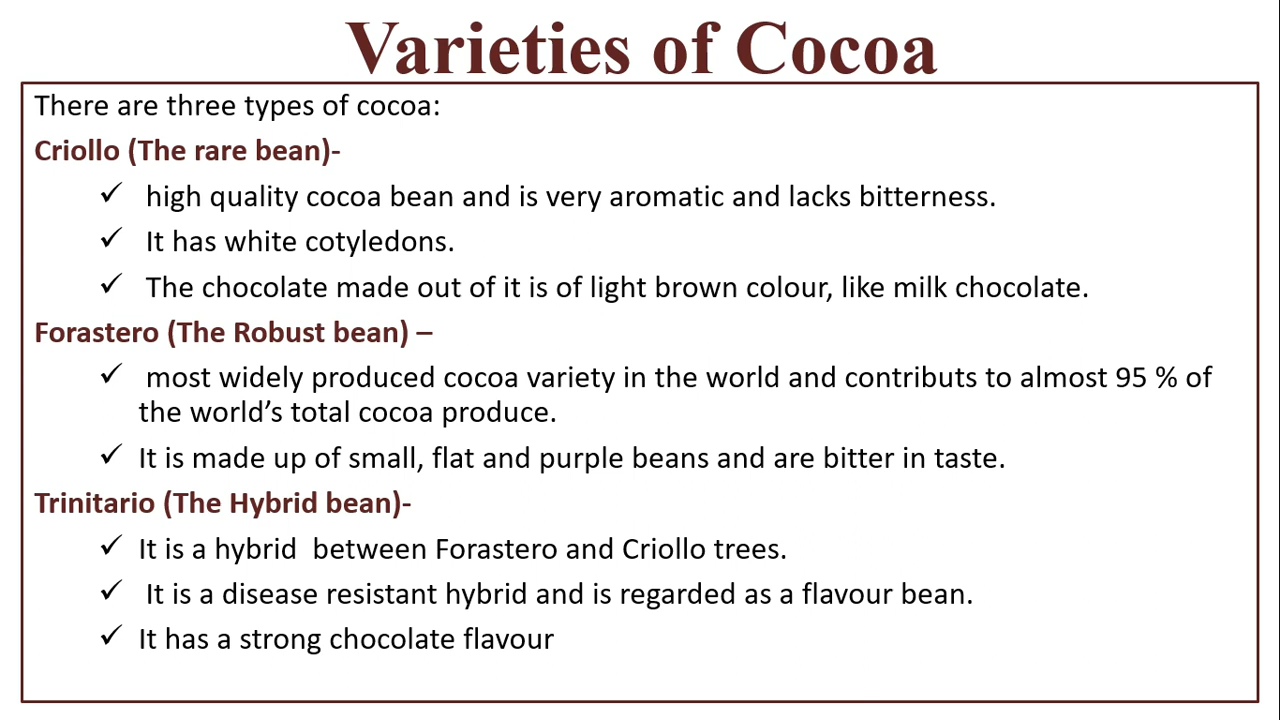 Varieties of Cocoa
There are three types of cocoa:
Criollo (The rare bean)-
✓ high quality cocoa bean and is very aromatic and lacks bitterness.
✓ It has white cotyledons.
✓ The chocolate made out of it is of light brown colour, like milk chocolate.
Forastero (The Robust bean) –
✓ most widely produced cocoa variety in the world and contributs to almost 95 % of
the world’s total cocoa produce.
✓ It is made up of small, flat and purple beans and are bitter in taste.
Trinitario (The Hybrid bean)-
✓ It is a hybrid  between Forastero and Criollo trees.
✓ It is a disease resistant hybrid and is regarded as a flavour bean.
✓ It has a strong chocolate flavour